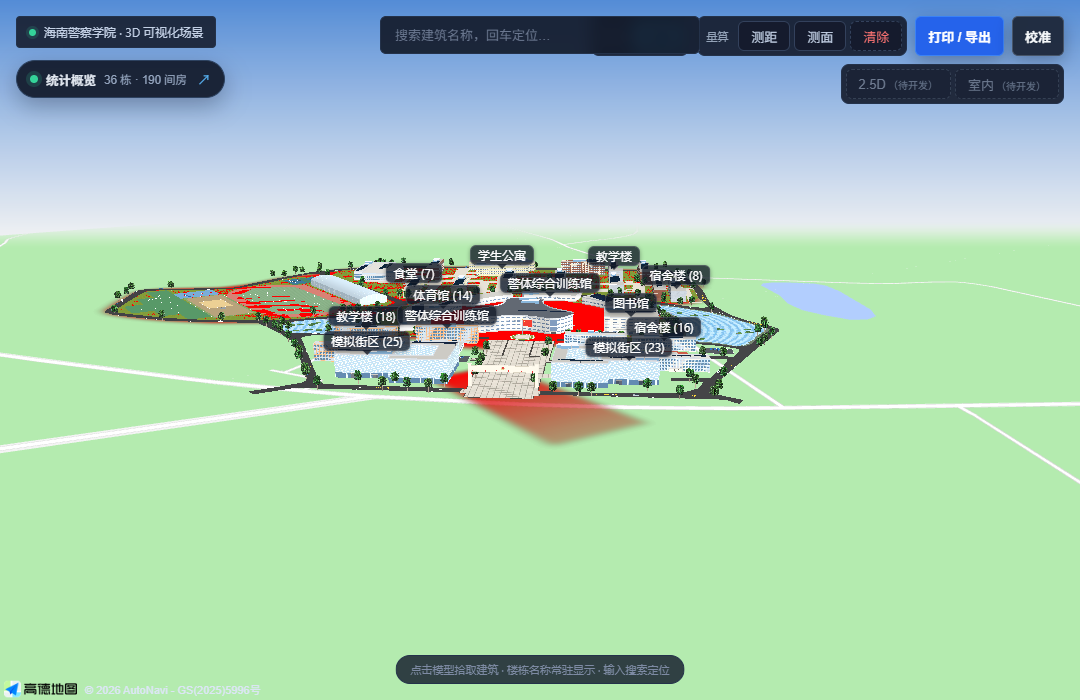 海南警察学院 · 3D 可视化场景
搜索建筑名称，回车定位…
量算 测距 测面 清除
打印 / 导出
校准
统计概览 36 栋 · 190 间房 ↗
2.5D （待开发） 室内 （待开发）
学生公寓
教学楼
食堂 (7)
宿舍楼 (8)
警体综合训练馆
体育馆 (14)
图书馆
教学楼 (18)
警体综合训练馆
宿舍楼 (16)
模拟街区 (25)
模拟街区 (23)
点击模型拾取建筑 · 楼栋名称常驻显示 · 输入搜索定位
高德地图 © 2026 AutoNavi - GS(2025)5996号